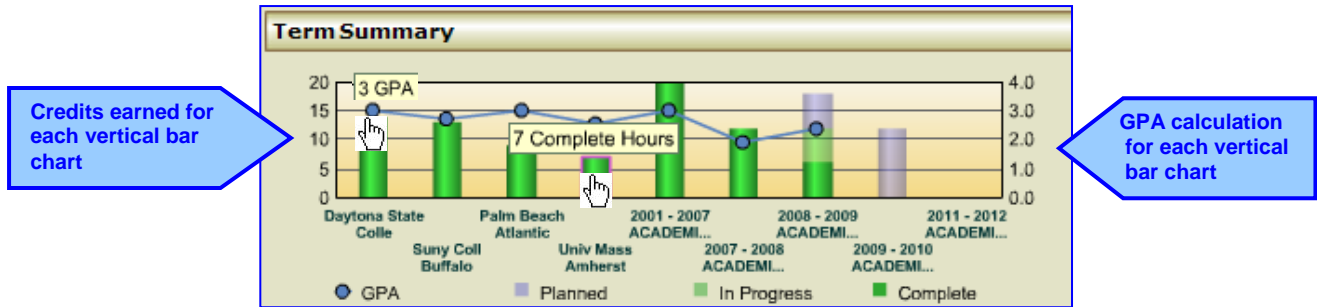 Term Summary
Credits earned for
each vertical bar
chart
20
15
10
5
0
3 GPA
7 Complete Hours
4.0
3.0
2.0
1.0
0.0
GPA calculation
for each vertical
bar chart
Daytona State
Colle
Suny Coll
Buffalo
Palm Beach
Atlantic
Univ Mass
Amherst
2001 - 2007
ACADEMI...
2007 - 2008
ACADEMI...
2008 - 2009
ACADEMI...
2009 - 2010
ACADEMI...
2011 - 2012
ACADEMI...
GPA
Planned
In Progress
Complete